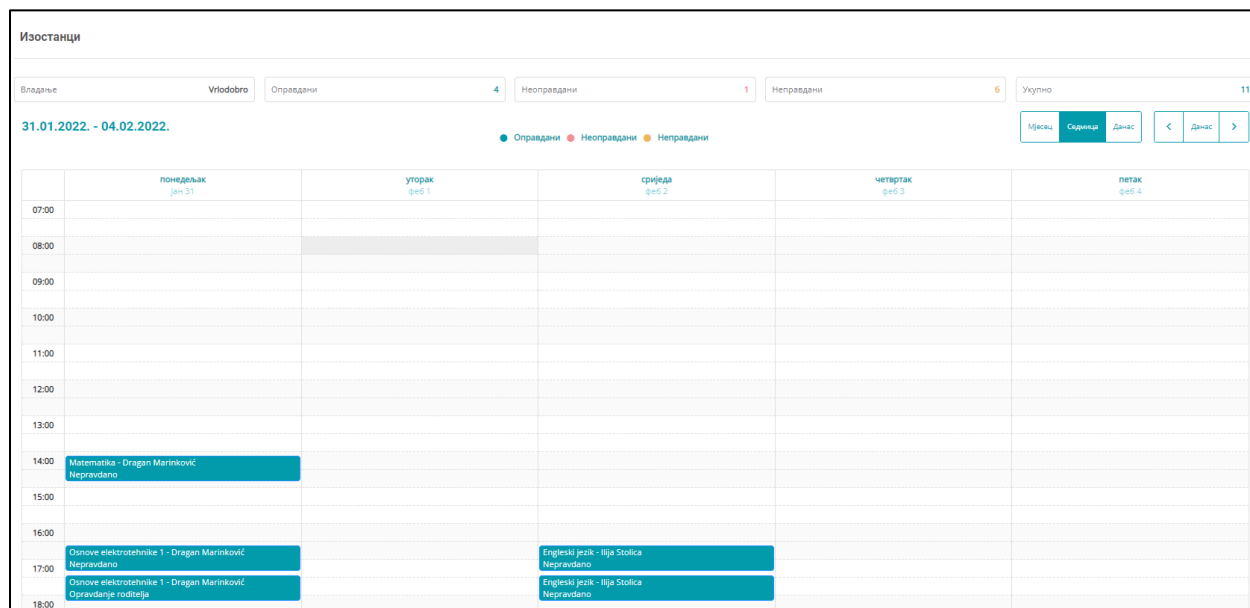 Изостанци
Владање Vrlodobro Оправдани 4 Неоправдани 1 Неправдани 6 Укупно 11
31.01.2022. - 04.02.2022.
Оправдани Неоправдани Неправдани
Мјесец Седмица Данас < Данас >
понедељак уторак сриједа четвртак петак
јан 31 феб 1 феб 2 феб 3 феб 4
07:00
08:00
09:00
10:00
11:00
12:00
13:00
14:00 Matematika - Dragan Marinković
Nepravdano
15:00
16:00
Osnove elektrotehnike 1 - Dragan Marinković Engleski jezik - Ilija Stolica
17:00 Nepravdano Nepravdano
Osnove elektrotehnike 1 - Dragan Marinković Engleski jezik - Ilija Stolica
Opravdanje roditelja Nepravdano
18:00